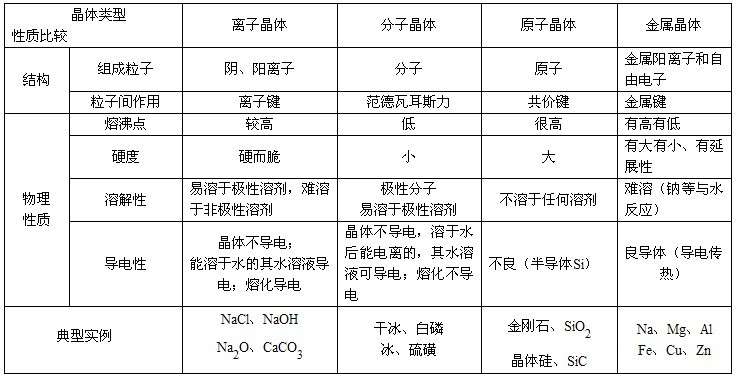 晶体类型
性质比较
离子晶体
分子晶体
原子晶体
金属晶体
结构
组成粒子
阴、阳离子
分子
原子
金属阳离子和自
由电子
粒子间作用
离子键
范德瓦耳斯力
共价键
金属键
物理
性质
熔沸点
较高
低
很高
有高有低
硬度
硬而脆
小
大
有大有小、有延
展性
溶解性
易溶于极性溶剂，难溶
于非极性溶剂
极性分子
易溶于极性溶剂
不溶于任何溶剂
难溶（钠等与水
反应）
导电性
晶体不导电；
能溶于水的其水溶液导
电；熔化导电
晶体不导电，溶于水
后能电离的，其水溶
液可导电；熔化不导
电
不良（半导体Si）
良导体（导电传
热）
典型实例
NaCl、NaOH
Na2O、CaCO3
干冰、白磷
冰、硫磺
金刚石、SiO2
晶体硅、SiC
Na、Mg、Al
Fe、Cu、Zn